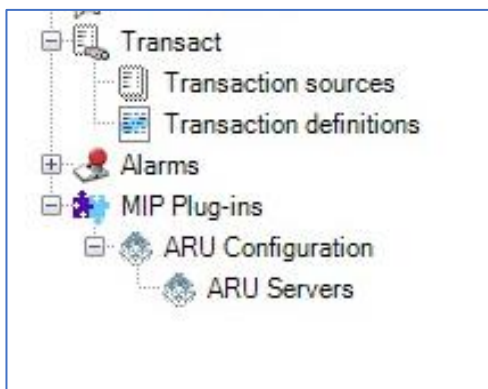 Transact
Transaction sources
Transaction definitions
Alarms
MIP Plug-ins
ARU Configuration
ARU Servers